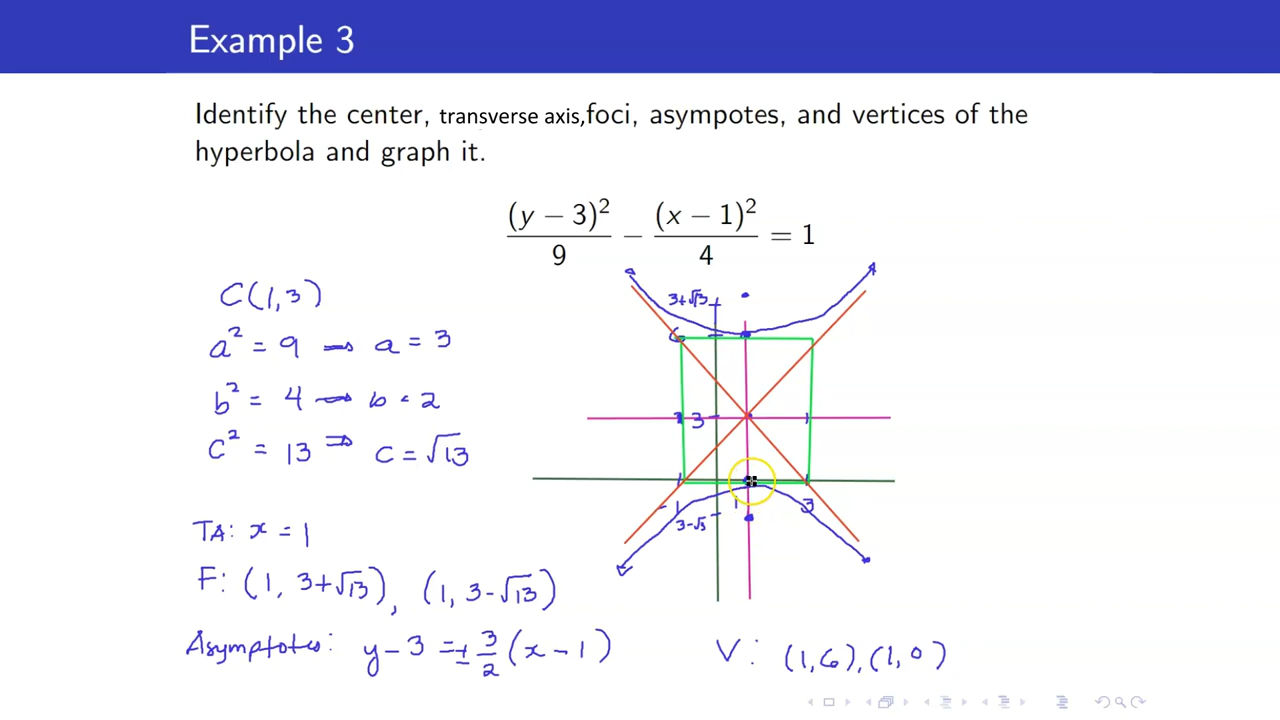 Example 3
Identify the center, transverse axis,foci, asympotes, and vertices of the
hyperbola and graph it.
(y − 3)²/9 − (x − 1)²/4 = 1
C(1,3)
a² = 9 ⟹ a = 3
b² = 4 ⟹ b = 2
c² = 13 ⟹ c = √13
TA: x = 1
F: (1, 3+√13), (1, 3-√13)
Asymptotes: y-3 = ± 3/2 (x-1)
V: (1,6), (1,0)
3+√13
6
3
-1
1
3
3-√13